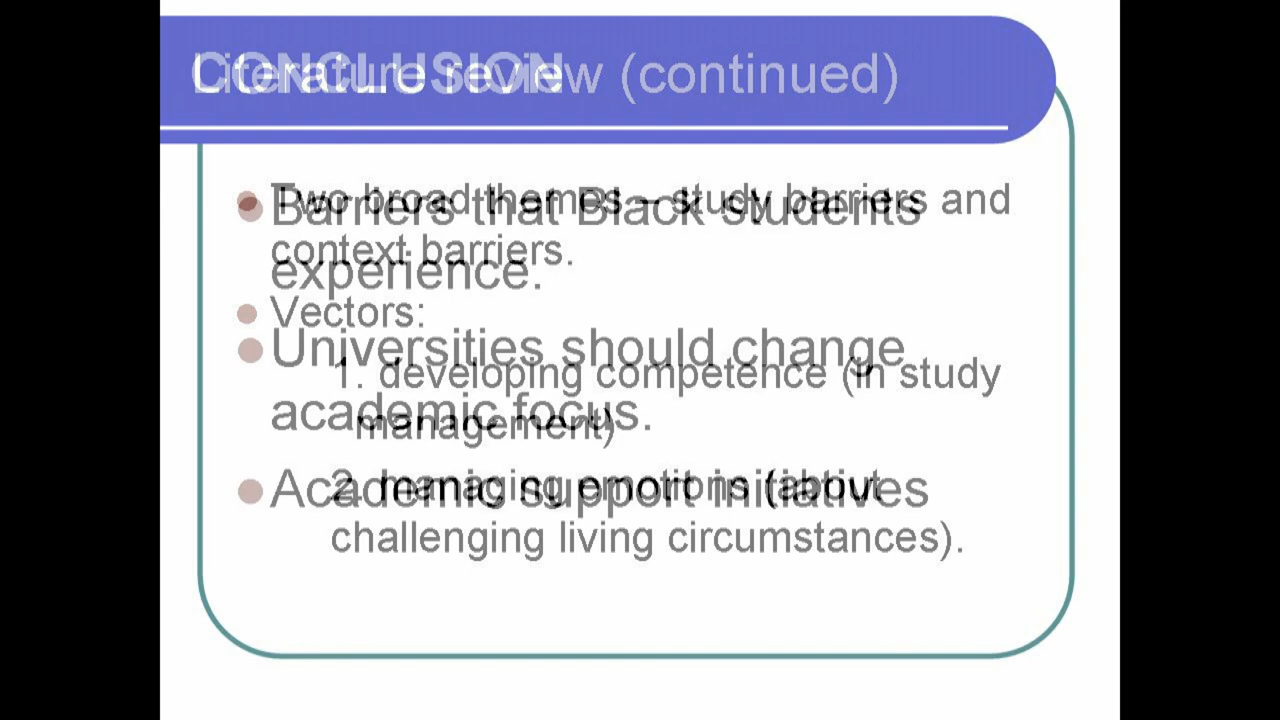 Literature review (continued)
CONCLUSION
• Two broad themes – study barriers and
context barriers.
• Vectors:
1. developing competence (in study
management)
2. managing emotions (about
challenging living circumstances).
• Barriers that Black students
experience.
• Universities should change
academic focus.
• Academic support initiatives